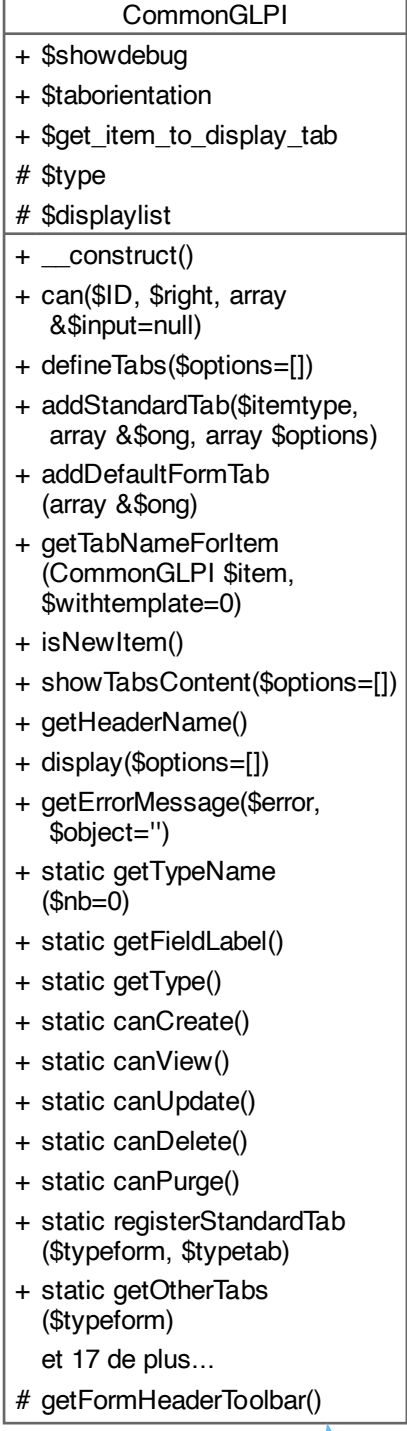 CommonGLPI
+ $showdebug
+ $taborientation
+ $get_item_to_display_tab
# $type
# $displaylist
+ __construct()
+ can($ID, $right, array
&$input=null)
+ defineTabs($options=[])
+ addStandardTab($itemtype,
array &$ong, array $options)
+ addDefaultFormTab
(array &$ong)
+ getTabNameForItem
(CommonGLPI $item,
$withtemplate=0)
+ isNewItem()
+ showTabsContent($options=[])
+ getHeaderName()
+ display($options=[])
+ getErrorMessage($error,
$object='')
+ static getTypeName
($nb=0)
+ static getFieldLabel()
+ static getType()
+ static canCreate()
+ static canView()
+ static canUpdate()
+ static canDelete()
+ static canPurge()
+ static registerStandardTab
($typeform, $typetab)
+ static getOtherTabs
($typeform)
et 17 de plus...
# getFormHeaderToolbar()